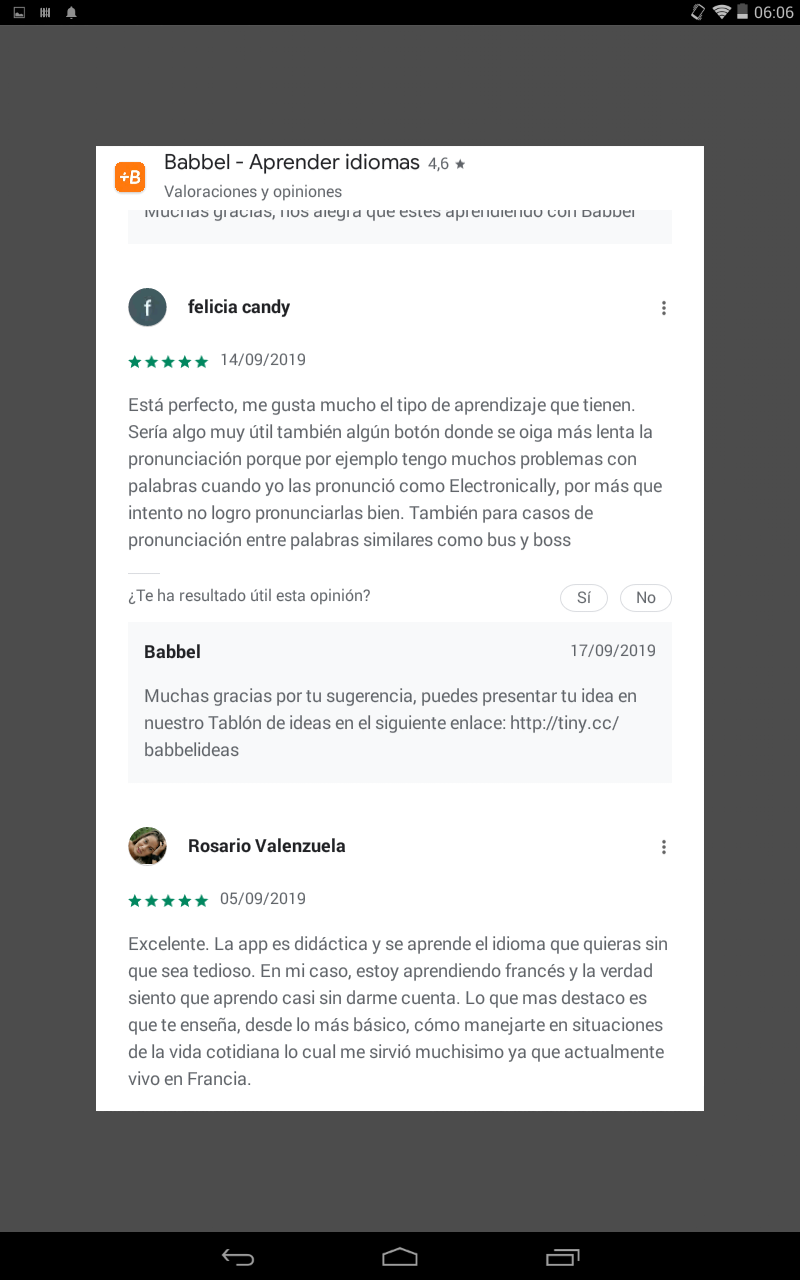 06:06
+B
Babbel - Aprender idiomas 4,6 ★
Valoraciones y opiniones
Muchas gracias, nos alegra que estés aprendiendo con Babbel
f
felicia candy
14/09/2019
Está perfecto, me gusta mucho el tipo de aprendizaje que tienen.
Sería algo muy útil también algún botón donde se oiga más lenta la
pronunciación porque por ejemplo tengo muchos problemas con
palabras cuando yo las pronunció como Electronically, por más que
intento no logro pronunciarlas bien. También para casos de
pronunciación entre palabras similares como bus y boss
¿Te ha resultado útil esta opinión?
Sí
No
Babbel
17/09/2019
Muchas gracias por tu sugerencia, puedes presentar tu idea en
nuestro Tablón de ideas en el siguiente enlace: http://tiny.cc/
babbelideas
Rosario Valenzuela
05/09/2019
Excelente. La app es didáctica y se aprende el idioma que quieras sin
que sea tedioso. En mi caso, estoy aprendiendo francés y la verdad
siento que aprendo casi sin darme cuenta. Lo que mas destaco es
que te enseña, desde lo más básico, cómo manejarte en situaciones
de la vida cotidiana lo cual me sirvió muchisimo ya que actualmente
vivo en Francia.